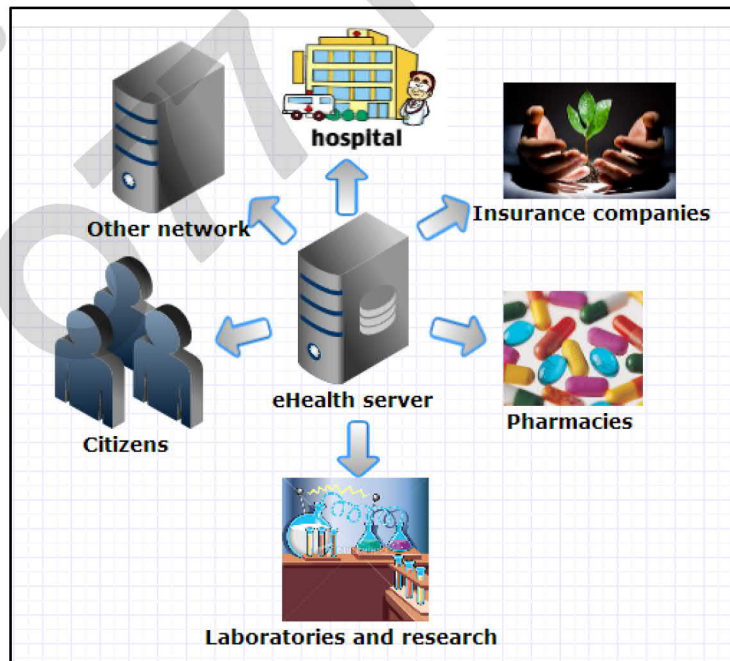 hospital
Other network
Insurance companies
eHealth server
Citizens
Pharmacies
Laboratories and research